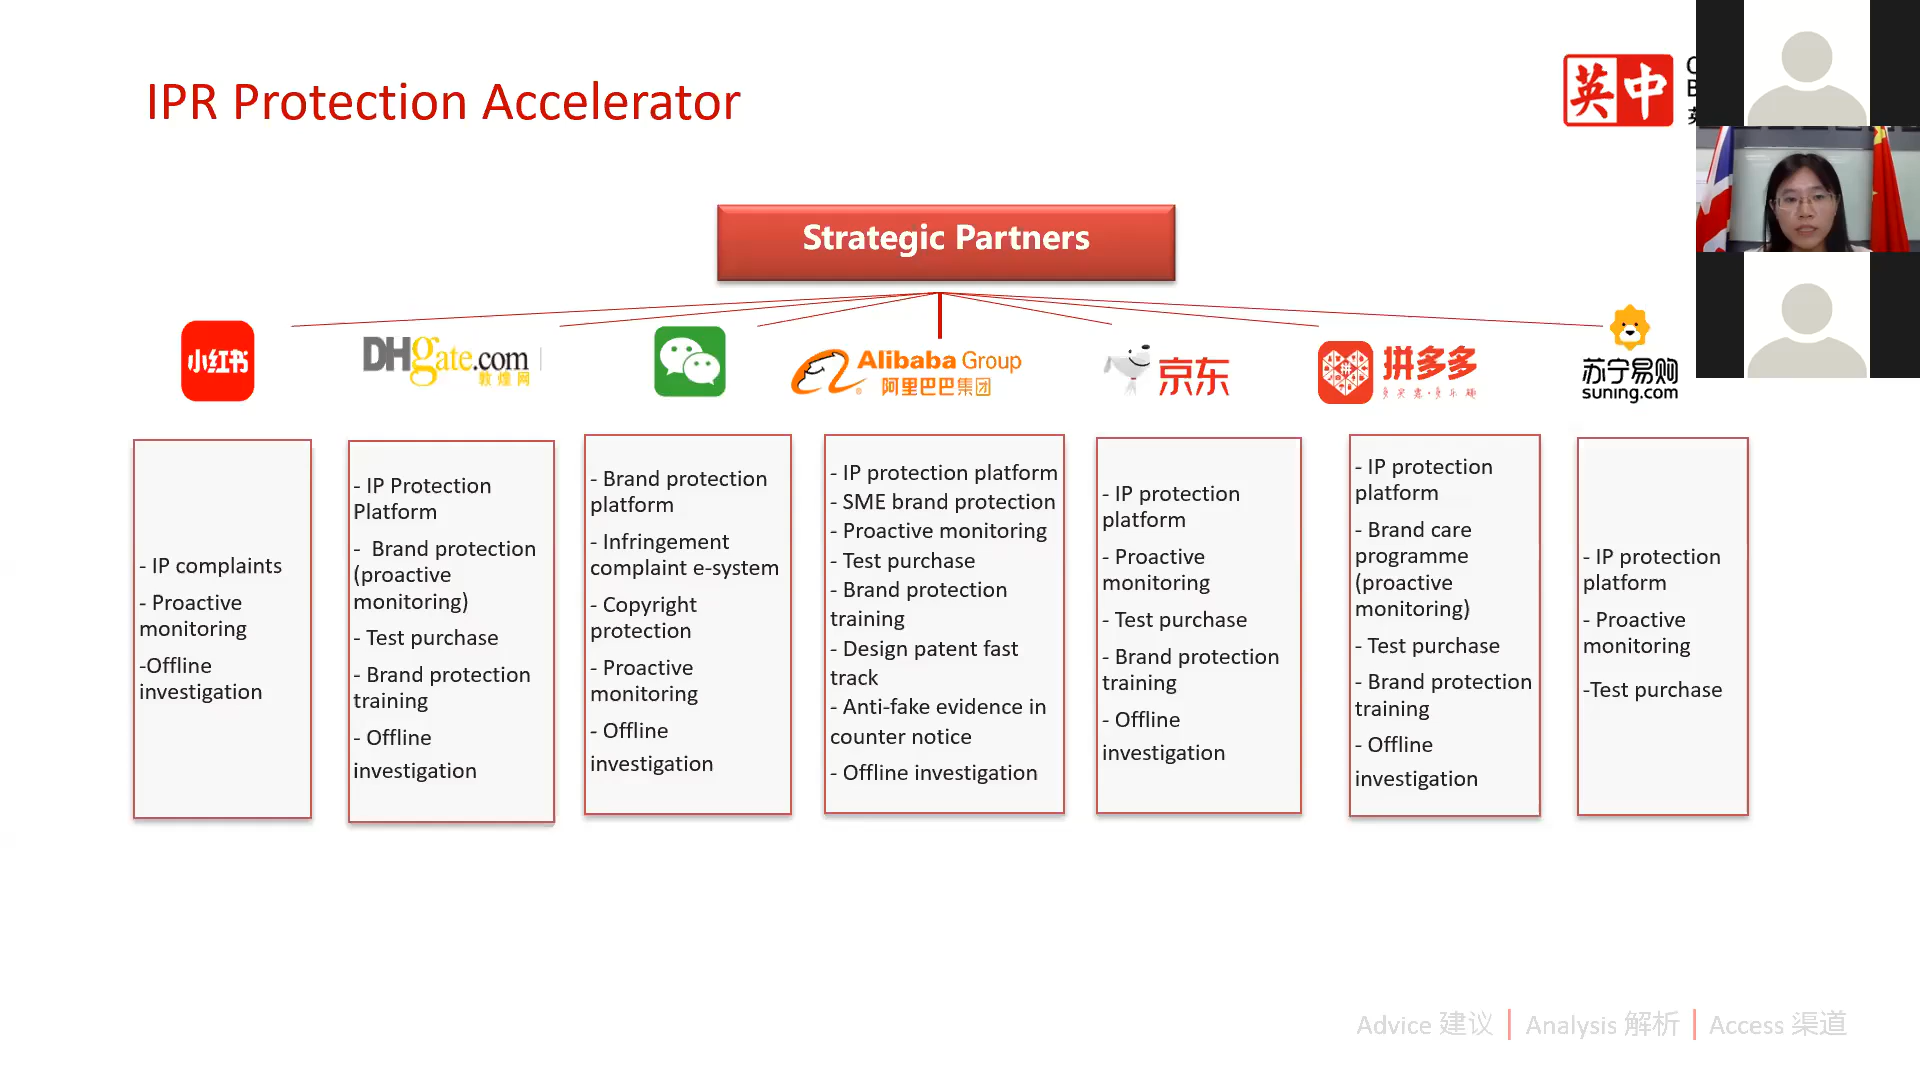 IPR Protection Accelerator
英中
Strategic Partners
小红书
DHgate.com
敦煌网
Alibaba Group
阿里巴巴集团
京东
拼多多
苏宁易购
suning.com
- IP complaints
- Proactive
monitoring
-Offline
investigation
- IP Protection
Platform
- Brand protection
(proactive
monitoring)
- Test purchase
- Brand protection
training
- Offline
investigation
- Brand protection
platform
- Infringement
complaint e-system
- Copyright
protection
- Proactive
monitoring
- Offline
investigation
- IP protection platform
- SME brand protection
- Proactive monitoring
- Test purchase
- Brand protection
training
- Design patent fast
track
- Anti-fake evidence in
counter notice
- Offline investigation
- IP protection
platform
- Proactive
monitoring
- Test purchase
- Brand protection
training
- Offline
investigation
- IP protection
platform
- Brand care
programme
(proactive
monitoring)
- Test purchase
- Brand protection
training
- Offline
investigation
- IP protection
platform
- Proactive
monitoring
-Test purchase
Advice 建议 | Analysis 解析 | Access 渠道